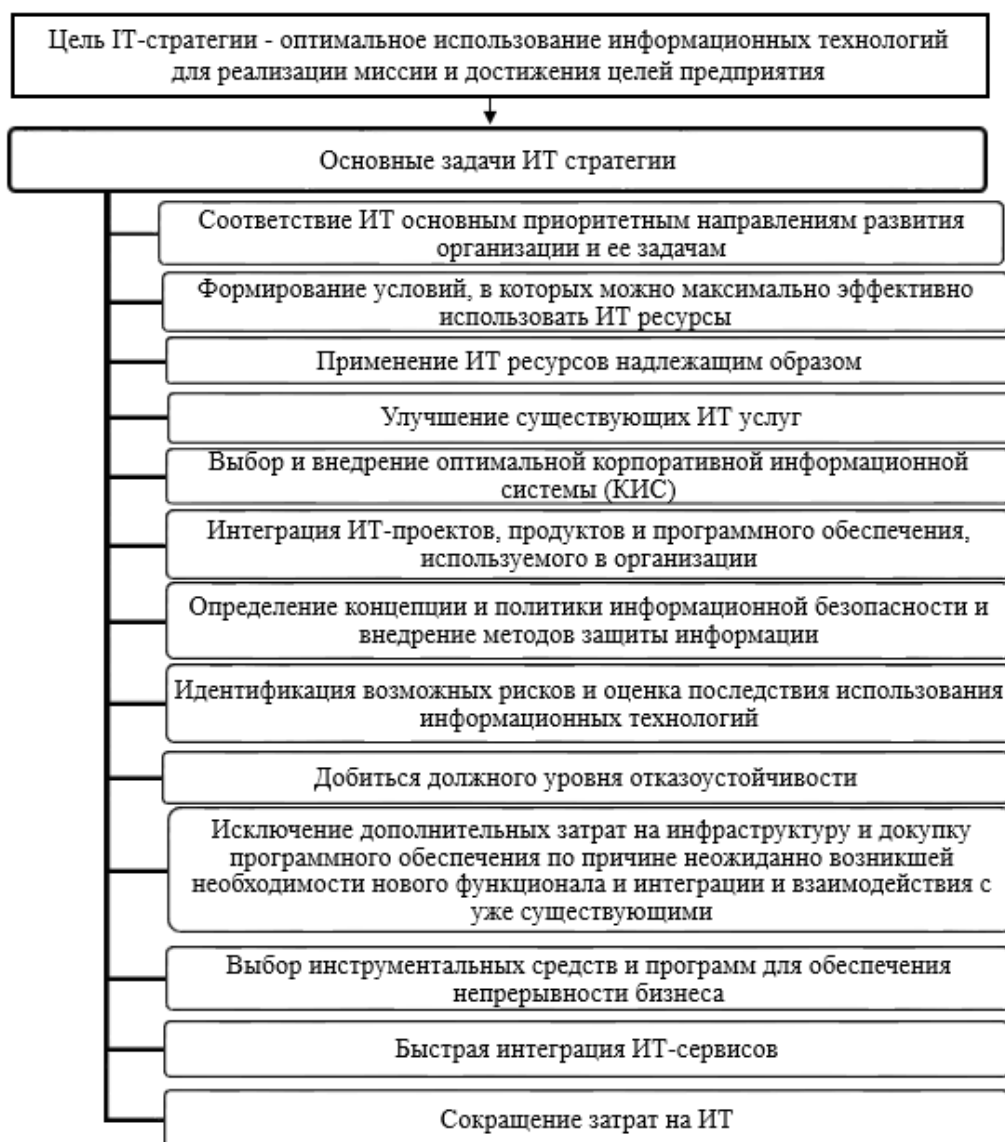 Цель IT-стратегии - оптимальное использование информационных технологий
для реализации миссии и достижения целей предприятия
Основные задачи ИТ стратегии
Соответствие ИТ основным приоритетным направлениям развития
организации и ее задачам
Формирование условий, в которых можно максимально эффективно
использовать ИТ ресурсы
Применение ИТ ресурсов надлежащим образом
Улучшение существующих ИТ услуг
Выбор и внедрение оптимальной корпоративной информационной
системы (КИС)
Интеграция ИТ-проектов, продуктов и программного обеспечения,
используемого в организации
Определение концепции и политики информационной безопасности и
внедрение методов защиты информации
Идентификация возможных рисков и оценка последствия использования
информационных технологий
Добиться должного уровня отказоустойчивости
Исключение дополнительных затрат на инфраструктуру и докупку
программного обеспечения по причине неожиданно возникшей
необходимости нового функционала и интеграции и взаимодействия с
уже существующими
Выбор инструментальных средств и программ для обеспечения
непрерывности бизнеса
Быстрая интеграция ИТ-сервисов
Сокращение затрат на ИТ